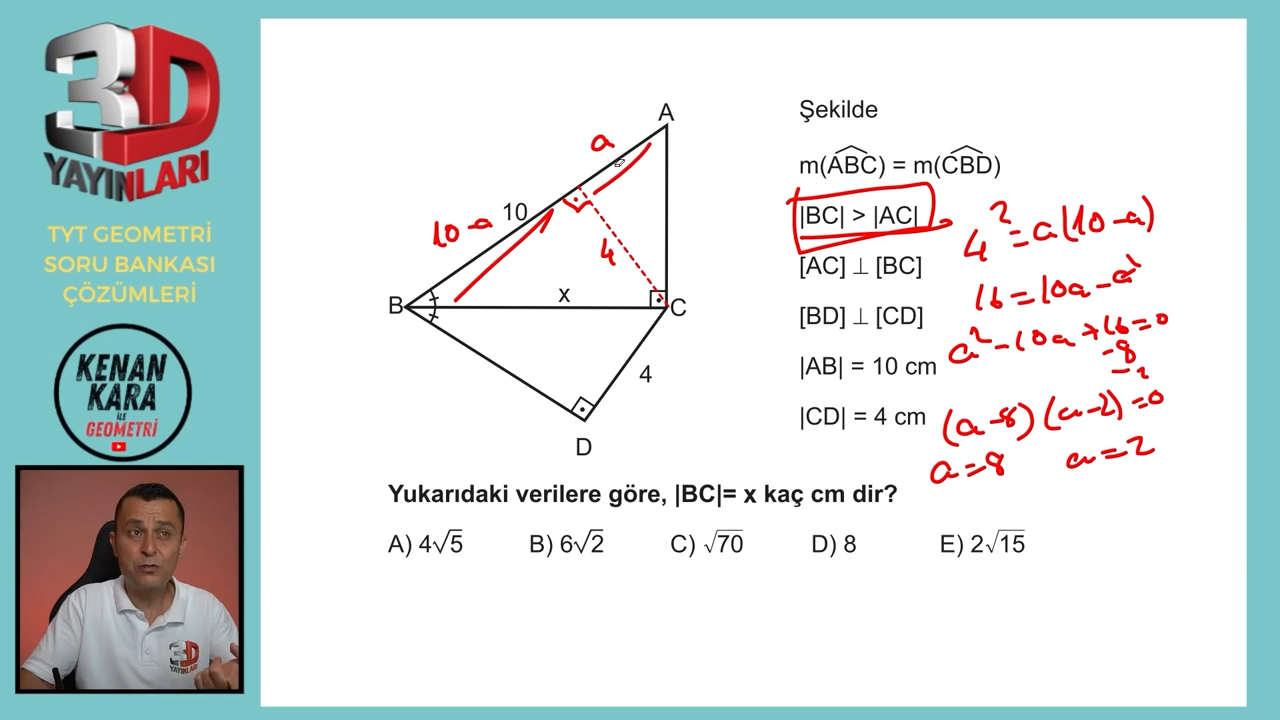 3D
YAYINLARI
TYT GEOMETRİ
SORU BANKASI
ÇÖZÜMLERİ
KENAN
KARA
İLE
GEOMETRİ
3D
YAYINLARI
A
a
10
10-a
4
B
x
C
4
D
Şekilde
m(ABC) = m(CBD)
|BC| > |AC|
[AC] ⊥ [BC]
[BD] ⊥ [CD]
|AB| = 10 cm
|CD| = 4 cm
4² = a(10-a)
16 = 10a - a²
a² - 10a + 16 = 0
-8
-2
(a-8) (a-2) = 0
a = 8 a = 2
Yukarıdaki verilere göre, |BC|= x kaç cm dir?
A) 4√5 B) 6√2 C) √70 D) 8 E) 2√15